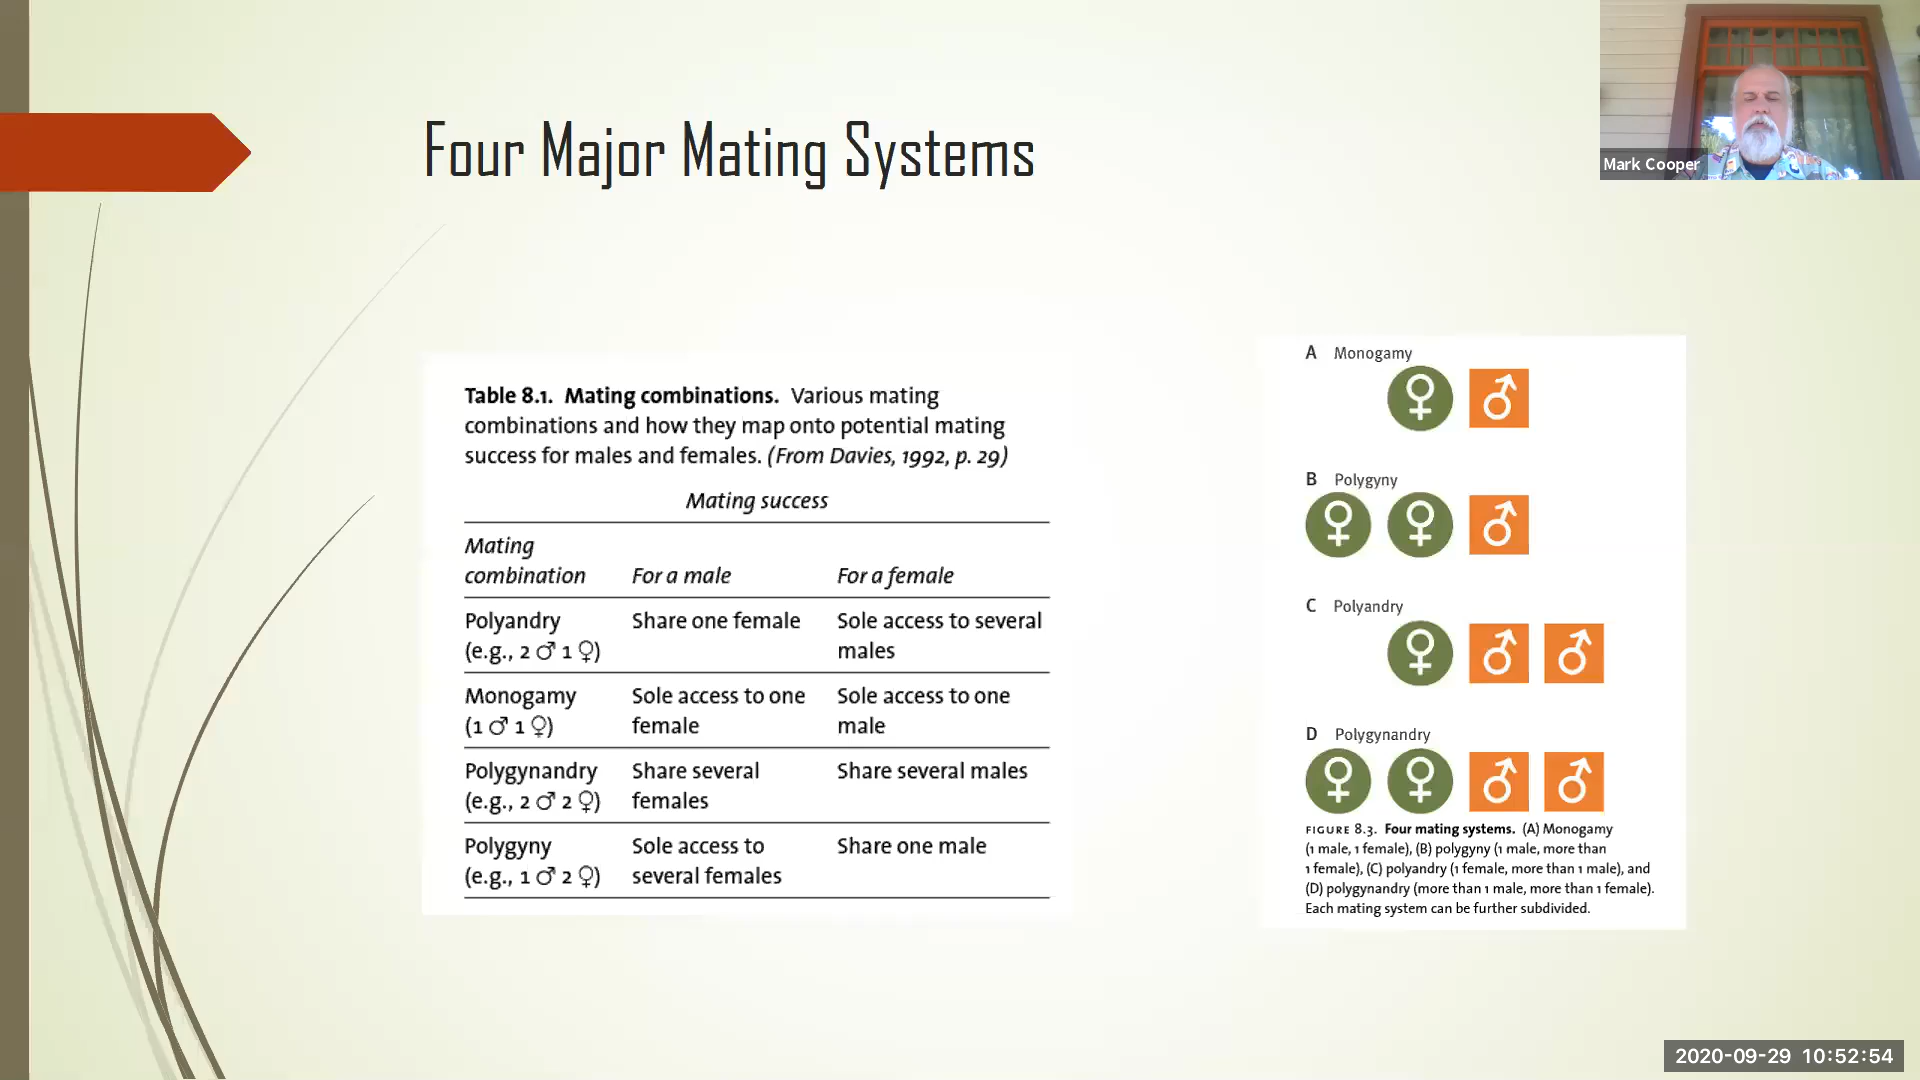 Four Major Mating Systems
Mark Cooper
Table 8.1. Mating combinations. Various mating
combinations and how they map onto potential mating
success for males and females. (From Davies, 1992, p. 29)
Mating success
Mating
combination For a male For a female
Polyandry Share one female Sole access to several
(e.g., 2 ♂ 1 ♀) males
Monogamy Sole access to one Sole access to one
(1 ♂ 1 ♀) female male
Polygynandry Share several Share several males
(e.g., 2 ♂ 2 ♀) females
Polygyny Sole access to Share one male
(e.g., 1 ♂ 2 ♀) several females
A Monogamy
♀ ♂
B Polygyny
♀ ♀ ♂
C Polyandry
♀ ♂ ♂
D Polygynandry
♀ ♀ ♂ ♂
FIGURE 8.3. Four mating systems. (A) Monogamy
(1 male, 1 female), (B) polygyny (1 male, more than
1 female), (C) polyandry (1 female, more than 1 male), and
(D) polygynandry (more than 1 male, more than 1 female).
Each mating system can be further subdivided.
2020-09-29 10:52:54